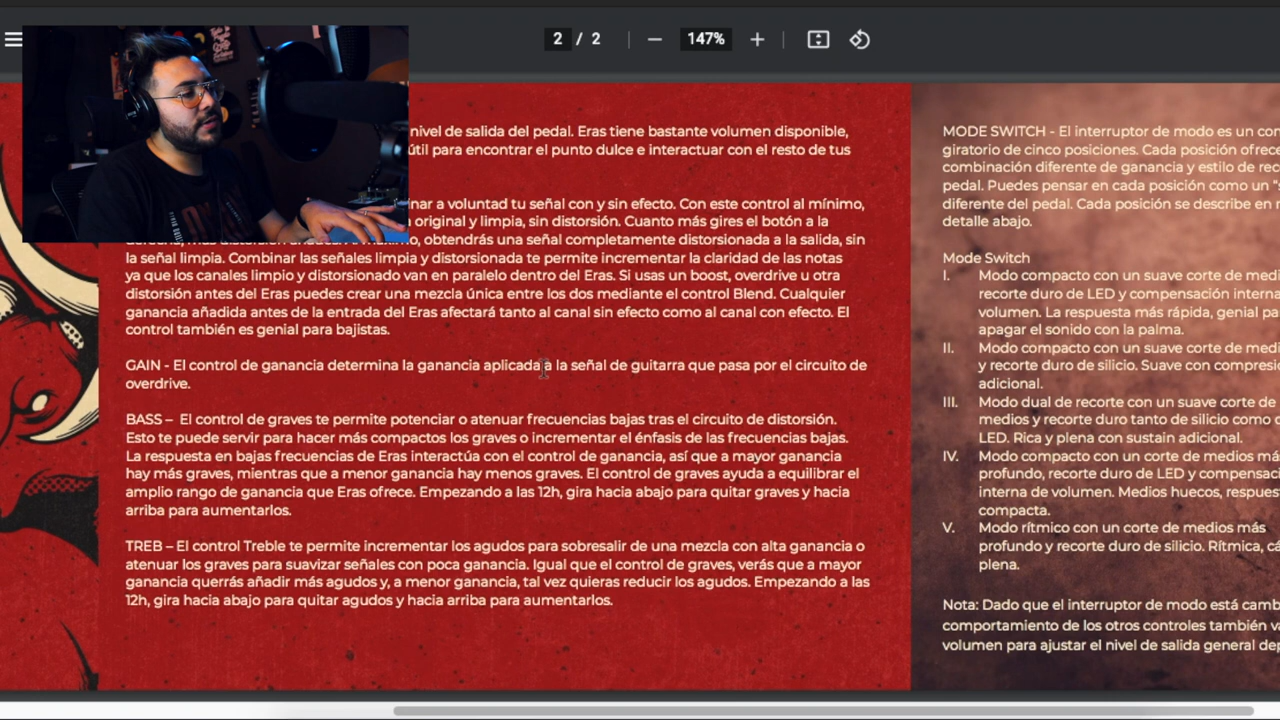 2 / 2
147%
nivel de salida del pedal. Eras tiene bastante volumen disponible,
útil para encontrar el punto dulce e interactuar con el resto de tus
nar a voluntad tu señal con y sin efecto. Con este control al mínimo,
original y limpia, sin distorsión. Cuanto más gires el botón a la
obtendrás una señal completamente distorsionada a la salida, sin
la señal limpia. Combinar las señales limpia y distorsionada te permite incrementar la claridad de las notas
ya que los canales limpio y distorsionado van en paralelo dentro del Eras. Si usas un boost, overdrive u otra
distorsión antes del Eras puedes crear una mezcla única entre los dos mediante el control Blend. Cualquier
ganancia añadida antes de la entrada del Eras afectará tanto al canal sin efecto como al canal con efecto. El
control también es genial para bajistas.
GAIN - El control de ganancia determina la ganancia aplicada a la señal de guitarra que pasa por el circuito de
overdrive.
BASS – El control de graves te permite potenciar o atenuar frecuencias bajas tras el circuito de distorsión.
Esto te puede servir para hacer más compactos los graves o incrementar el énfasis de las frecuencias bajas.
La respuesta en bajas frecuencias de Eras interactúa con el control de ganancia, así que a mayor ganancia
hay más graves, mientras que a menor ganancia hay menos graves. El control de graves ayuda a equilibrar el
amplio rango de ganancia que Eras ofrece. Empezando a las 12h, gira hacia abajo para quitar graves y hacia
arriba para aumentarlos.
TREB – El control Treble te permite incrementar los agudos para sobresalir de una mezcla con alta ganancia o
atenuar los graves para suavizar señales con poca ganancia. Igual que el control de graves, verás que a mayor
ganancia querrás añadir más agudos y, a menor ganancia, tal vez quieras reducir los agudos. Empezando a las
12h, gira hacia abajo para quitar agudos y hacia arriba para aumentarlos.
MODE SWITCH - El interruptor de modo es un con
giratorio de cinco posiciones. Cada posición ofrece
combinación diferente de ganancia y estilo de rec
pedal. Puedes pensar en cada posición como un "
diferente del pedal. Cada posición se describe en
detalle abajo.
Mode Switch
I. Modo compacto con un suave corte de medi
recorte duro de LED y compensación interna
volumen. La respuesta más rápida, genial pa
apagar el sonido con la palma.
II. Modo compacto con un suave corte de medi
y recorte duro de silicio. Suave con compresi
adicional.
III. Modo dual de recorte con un suave corte de
medios y recorte duro tanto de silicio como
LED. Rica y plena con sustain adicional.
IV. Modo compacto con un corte de medios má
profundo, recorte duro de LED y compensac
interna de volumen. Medios huecos, respues
compacta.
V. Modo rítmico con un corte de medios más
profundo y recorte duro de silicio. Rítmica, cá
plena.
Nota: Dado que el interruptor de modo está camb
comportamiento de los otros controles también va
volumen para ajustar el nivel de salida general de